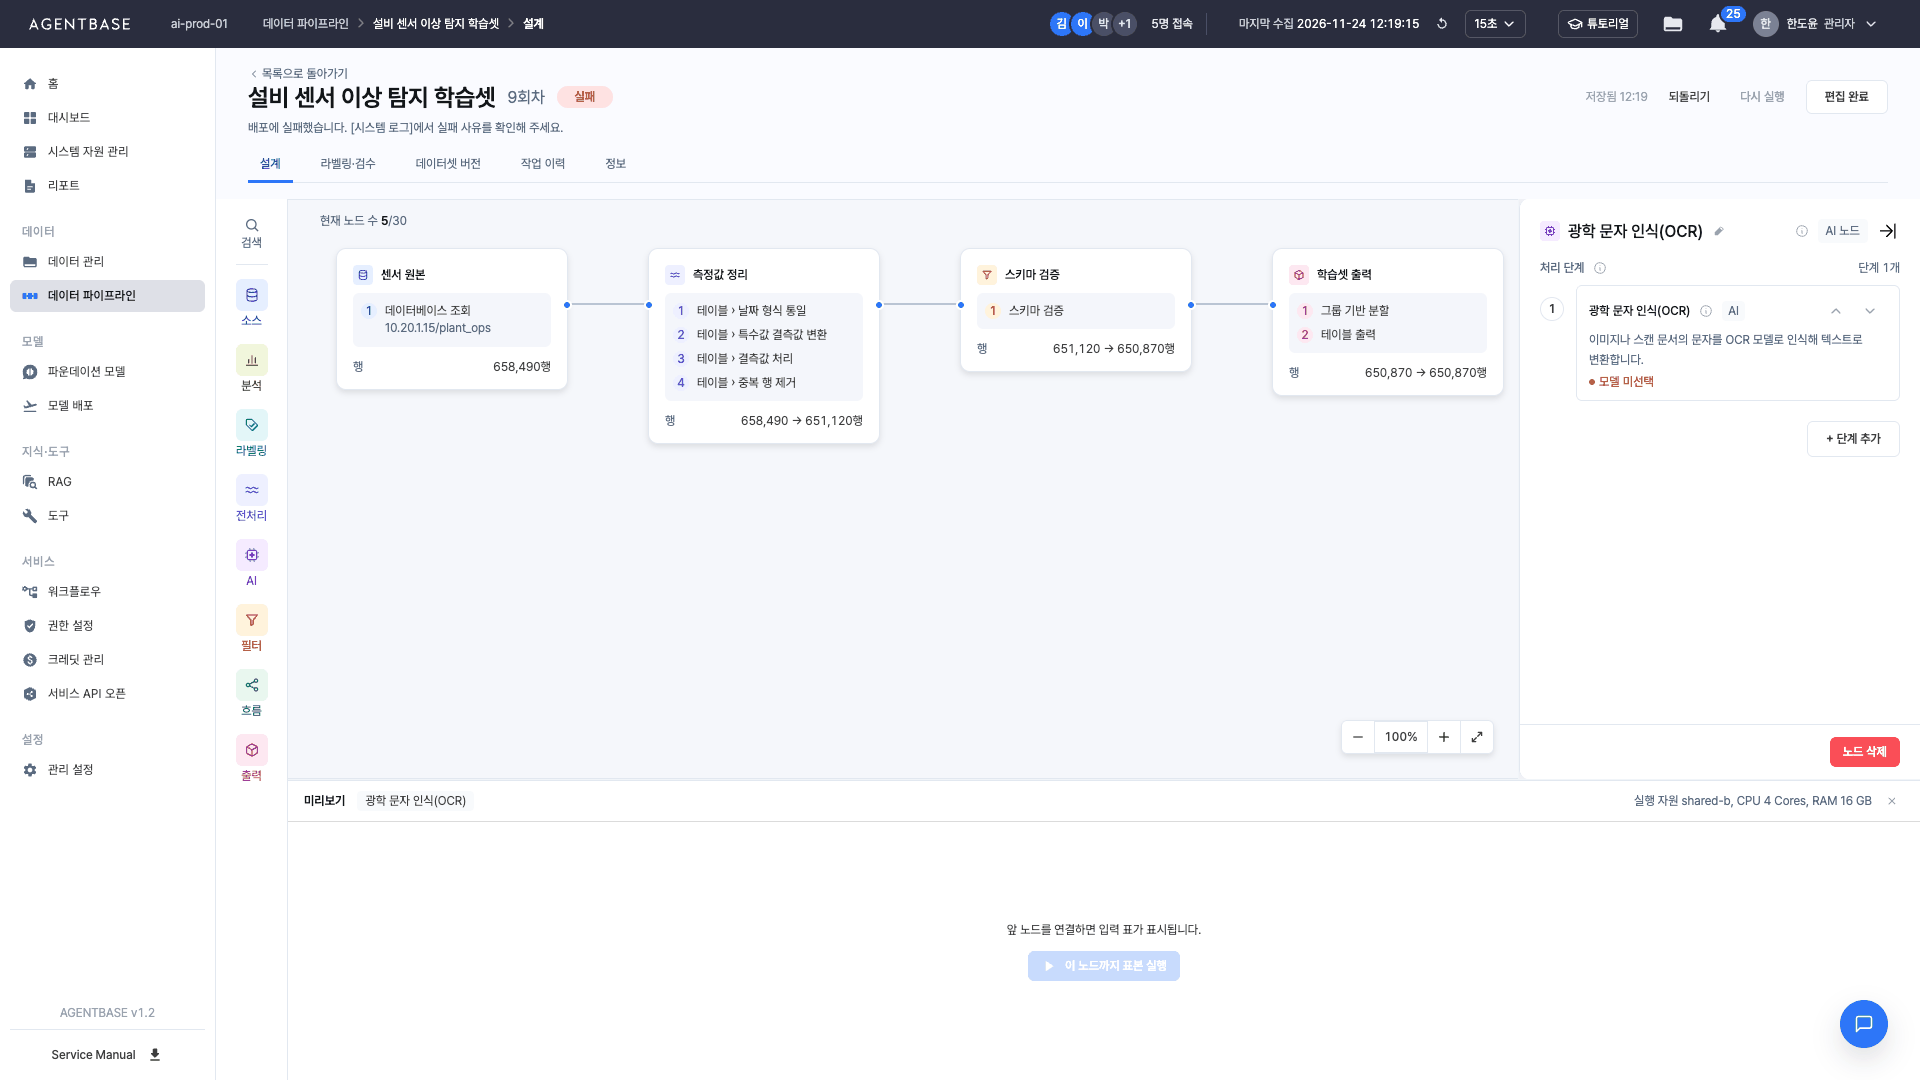 AGENTBASE
ai-prod-01
데이터 파이프라인 > 설비 센서 이상 탐지 학습셋 > 설계
김 이 박 +1 5명 접속
마지막 수집 2026-11-24 12:19:15
15초
튜토리얼
25
한 한도윤 관리자
홈
대시보드
시스템 자원 관리
리포트
데이터
데이터 관리
데이터 파이프라인
모델
파운데이션 모델
모델 배포
지식·도구
RAG
도구
서비스
워크플로우
권한 설정
크레딧 관리
서비스 API 오픈
설정
관리 설정
AGENTBASE v1.2
Service Manual
목록으로 돌아가기
설비 센서 이상 탐지 학습셋 9회차 실패
배포에 실패했습니다. [시스템 로그]에서 실패 사유를 확인해 주세요.
저장됨 12:19 되돌리기 다시 실행 편집 완료
설계 라벨링·검수 데이터셋 버전 작업 이력 정보
검색
소스
분석
라벨링
전처리
AI
필터
흐름
출력
현재 노드 수 5/30
센서 원본
1 데이터베이스 조회
10.20.1.15/plant_ops
행 658,490행
측정값 정리
1 테이블 › 날짜 형식 통일
2 테이블 › 특수값 결측값 변환
3 테이블 › 결측값 처리
4 테이블 › 중복 행 제거
행 658,490 → 651,120행
스키마 검증
1 스키마 검증
행 651,120 → 650,870행
학습셋 출력
1 그룹 기반 분할
2 테이블 출력
행 650,870 → 650,870행
100%
광학 문자 인식(OCR)
AI 노드
처리 단계
단계 1개
1
광학 문자 인식(OCR) AI
이미지나 스캔 문서의 문자를 OCR 모델로 인식해 텍스트로
변환합니다.
모델 미선택
+ 단계 추가
노드 삭제
미리보기 광학 문자 인식(OCR)
실행 자원 shared-b, CPU 4 Cores, RAM 16 GB
앞 노드를 연결하면 입력 표가 표시됩니다.
이 노드까지 표본 실행